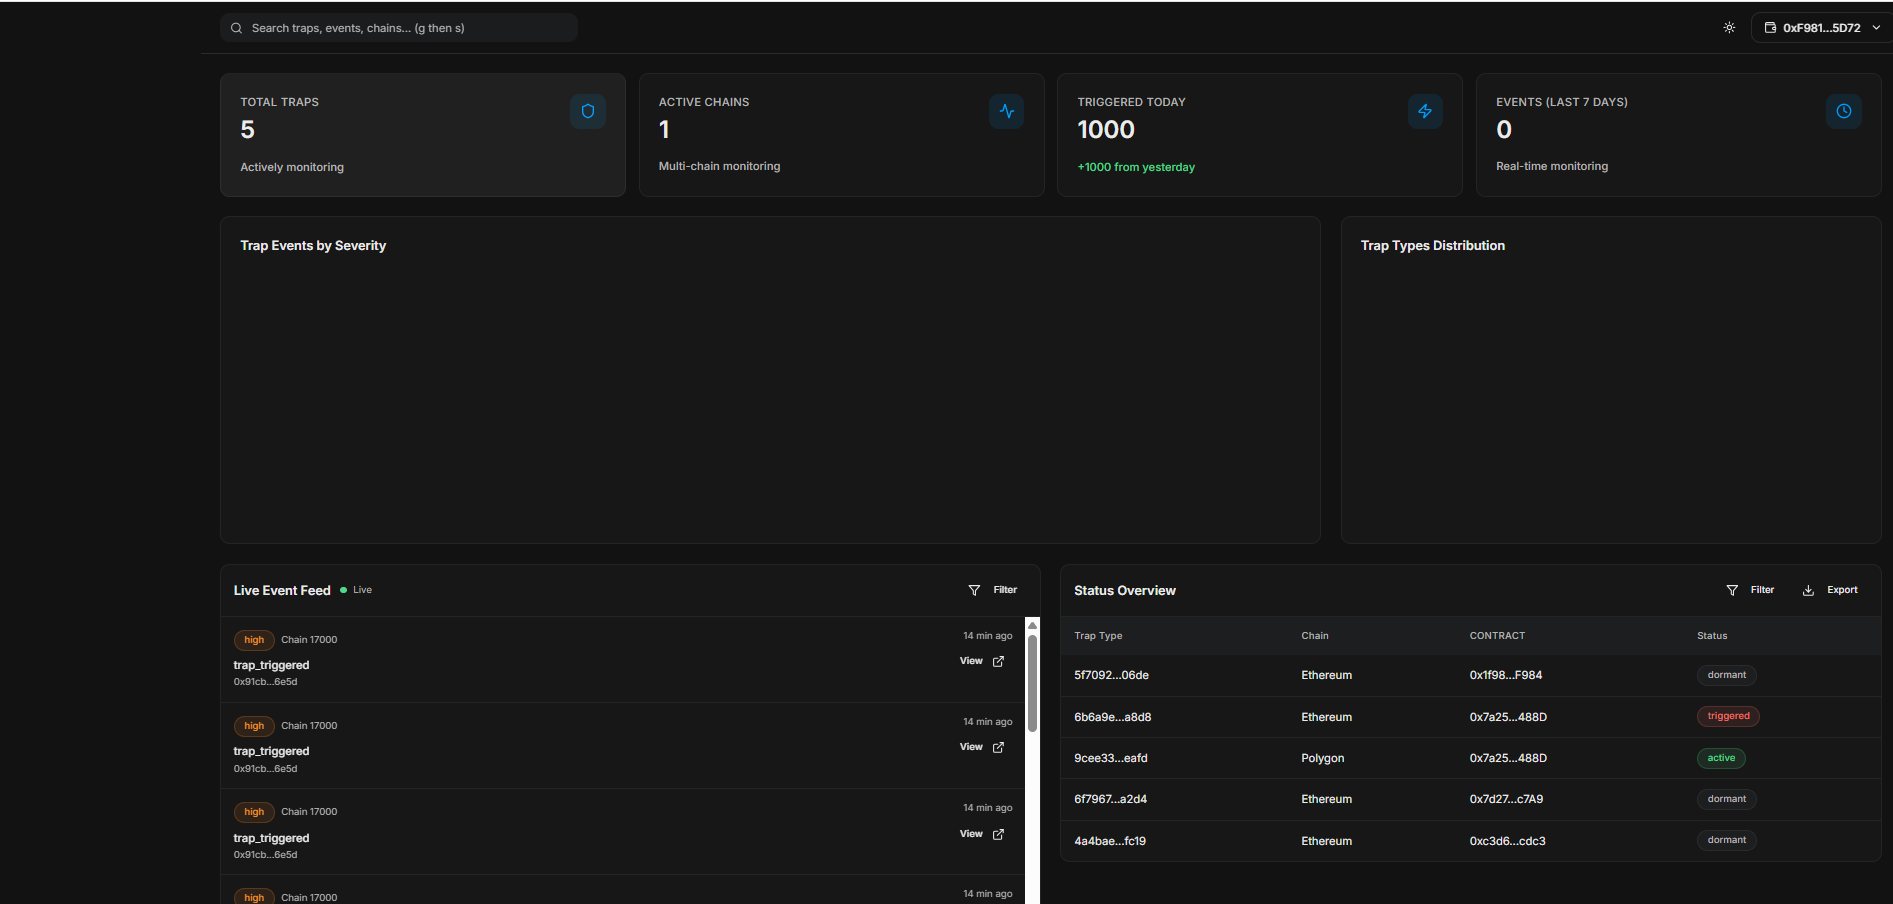 Search traps, events, chains... (g then s)
0xF981...5D72
TOTAL TRAPS
5
Actively monitoring
ACTIVE CHAINS
1
Multi-chain monitoring
TRIGGERED TODAY
1000
+1000 from yesterday
EVENTS (LAST 7 DAYS)
0
Real-time monitoring
Trap Events by Severity
Trap Types Distribution
Live Event Feed Live Filter
high Chain 17000 14 min ago
trap_triggered View
0x91cb...6e5d
high Chain 17000 14 min ago
trap_triggered View
0x91cb...6e5d
high Chain 17000 14 min ago
trap_triggered View
0x91cb...6e5d
high Chain 17000 14 min ago
Status Overview Filter Export
Trap Type Chain CONTRACT Status
5f7092...06de Ethereum 0x1f98...F984 dormant
6b6a9e...a8d8 Ethereum 0x7a25...488D triggered
9cee33...eafd Polygon 0x7a25...488D active
6f7967...a2d4 Ethereum 0x7d27...c7A9 dormant
4a4bae...fc19 Ethereum 0xc3d6...cdc3 dormant